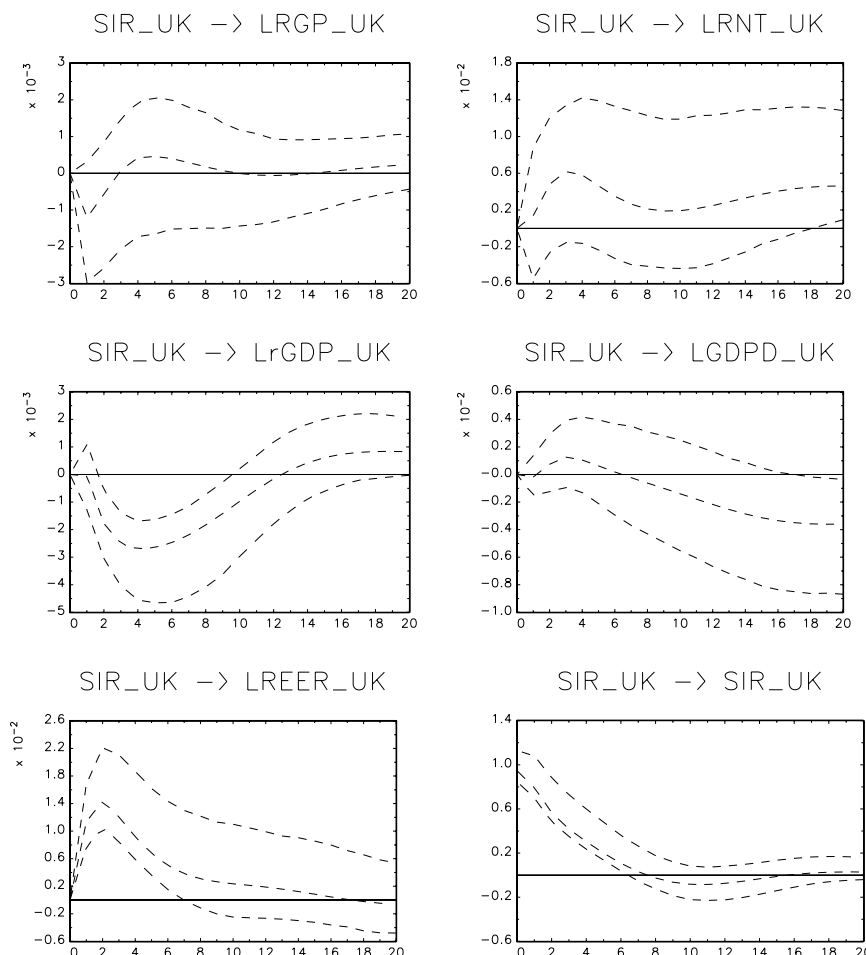 SIR_UK -> LRGP_UK
x 10⁻³
3
2
1
0
-1
-2
-3
0 2 4 6 8 10 12 14 16 18 20
SIR_UK -> LRNT_UK
x 10⁻²
1.8
1.4
1.0
0.6
0.2
-0.2
-0.6
0 2 4 6 8 10 12 14 16 18 20
SIR_UK -> LrGDP_UK
x 10⁻³
3
2
1
0
-1
-2
-3
-4
-5
0 2 4 6 8 10 12 14 16 18 20
SIR_UK -> LGDPD_UK
x 10⁻²
0.6
0.4
0.2
-0.0
-0.2
-0.4
-0.6
-0.8
-1.0
0 2 4 6 8 10 12 14 16 18 20
SIR_UK -> LREER_UK
x 10⁻²
2.6
2.2
1.8
1.4
1.0
0.6
0.2
-0.2
-0.6
0 2 4 6 8 10 12 14 16 18 20
SIR_UK -> SIR_UK
1.4
1.0
0.6
0.2
-0.2
-0.6
0 2 4 6 8 10 12 14 16 18 20